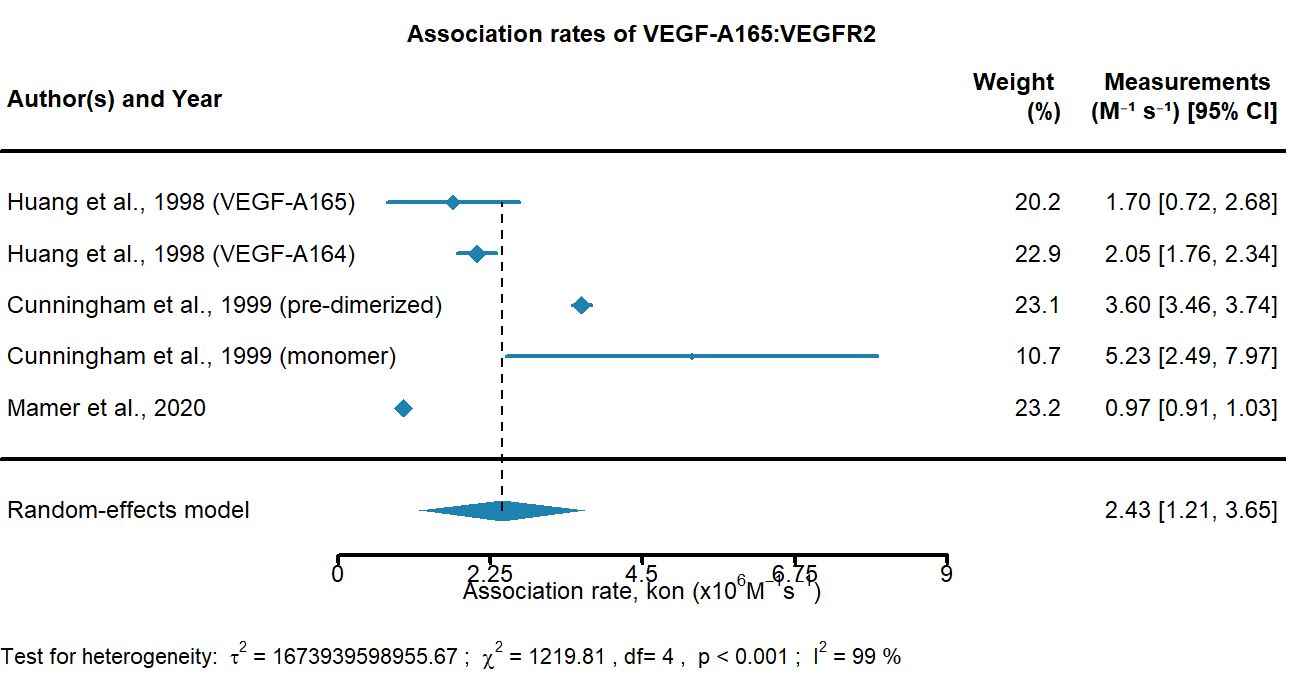 Association rates of VEGF-A165:VEGFR2
Author(s) and Year
Weight (%)
Measurements (M⁻¹ s⁻¹) [95% CI]
Huang et al., 1998 (VEGF-A165) 20.2 1.70 [0.72, 2.68]
Huang et al., 1998 (VEGF-A164) 22.9 2.05 [1.76, 2.34]
Cunningham et al., 1999 (pre-dimerized) 23.1 3.60 [3.46, 3.74]
Cunningham et al., 1999 (monomer) 10.7 5.23 [2.49, 7.97]
Mamer et al., 2020 23.2 0.97 [0.91, 1.03]
Random-effects model 2.43 [1.21, 3.65]
0 2.25 4.5 6.75 9
Association rate, kon (x10⁶M⁻¹s⁻¹)
Test for heterogeneity: τ² = 1673939598955.67 ; χ² = 1219.81 , df= 4 , p < 0.001 ; I² = 99 %